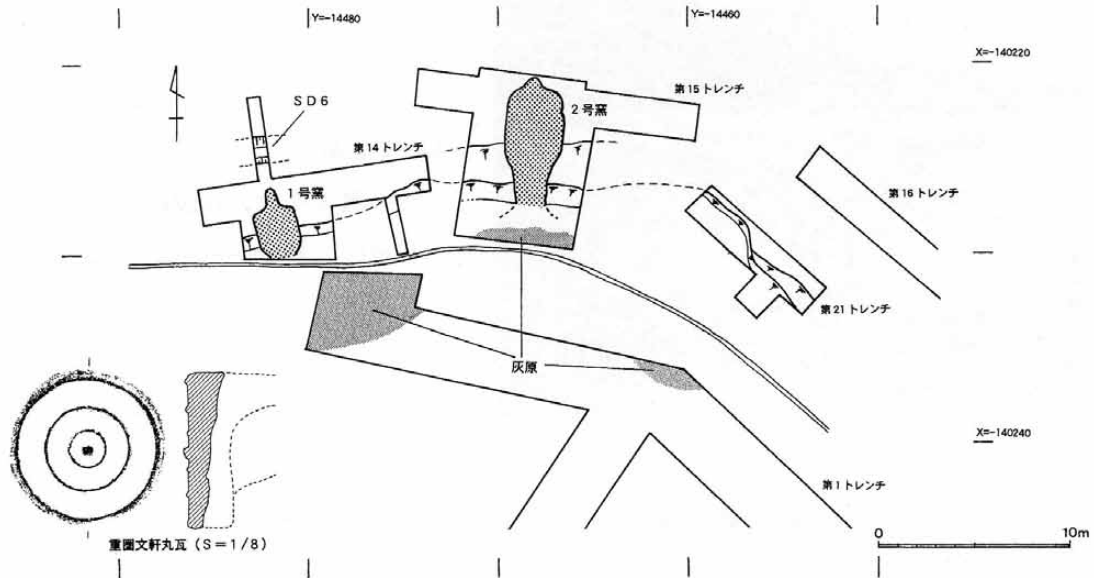 Y=-14480
Y=-14460
X=-140220
SD6
第15トレンチ
2号窯
第14トレンチ
1号窯
第16トレンチ
第21トレンチ
灰原
X=-140240
第1トレンチ
重圏文軒丸瓦(S=1/8)
0 10m